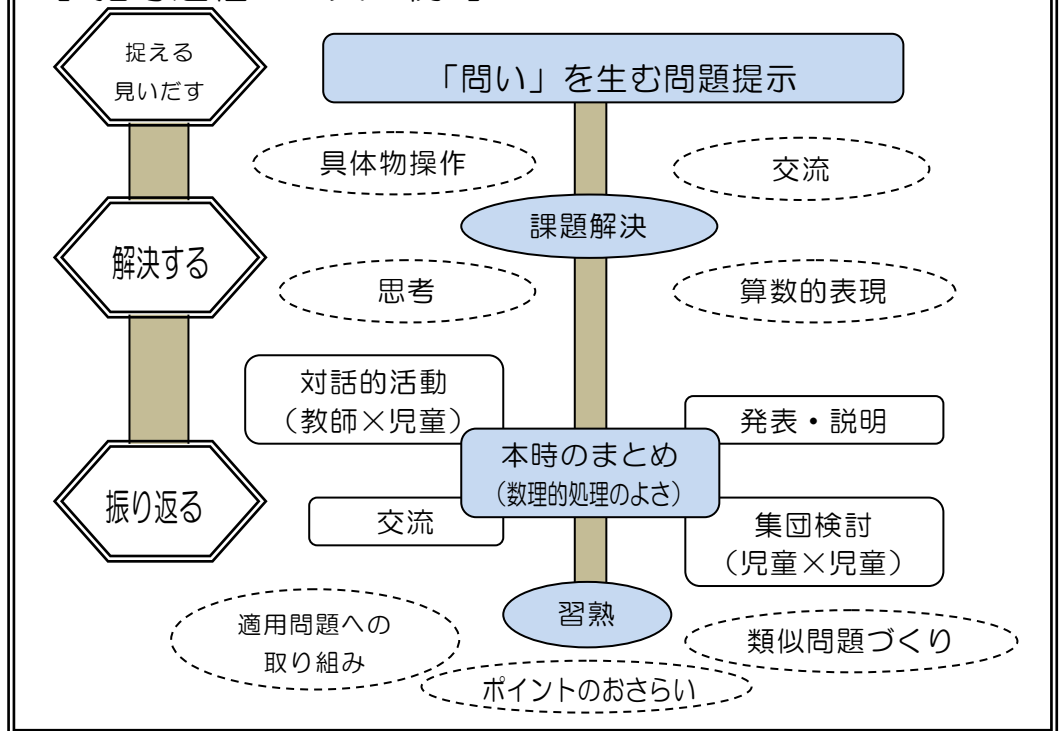 捉える
見いだす
「問い」を生む問題提示
具体物操作
交流
課題解決
解決する
思考
算数的表現
対話的活動
（教師×児童）
発表・説明
本時のまとめ
（数理的処理のよさ）
振り返る
交流
集団検討
（児童×児童）
習熟
適用問題への
取り組み
類似問題づくり
ポイントのおさらい